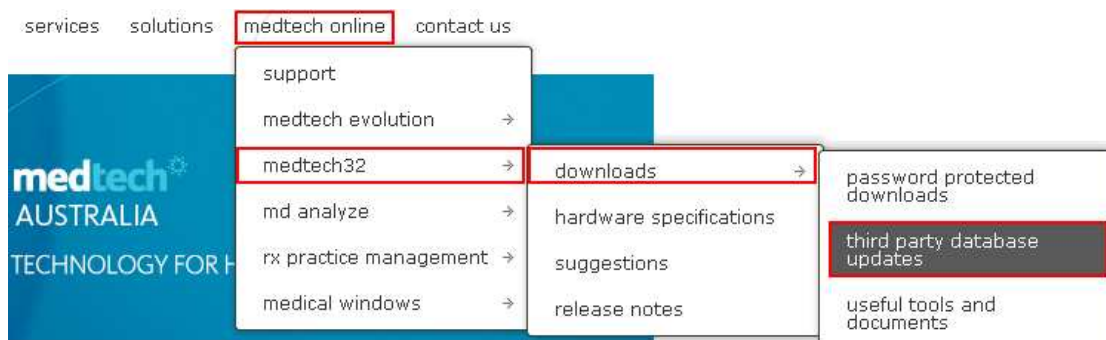 services solutions medtech online contact us
support
medtech evolution →
medtech32 →
md analyze →
rx practice management →
medical windows →
downloads →
hardware specifications
suggestions
release notes
password protected
downloads
third party database
updates
useful tools and
documents
medtech
AUSTRALIA
TECHNOLOGY FOR